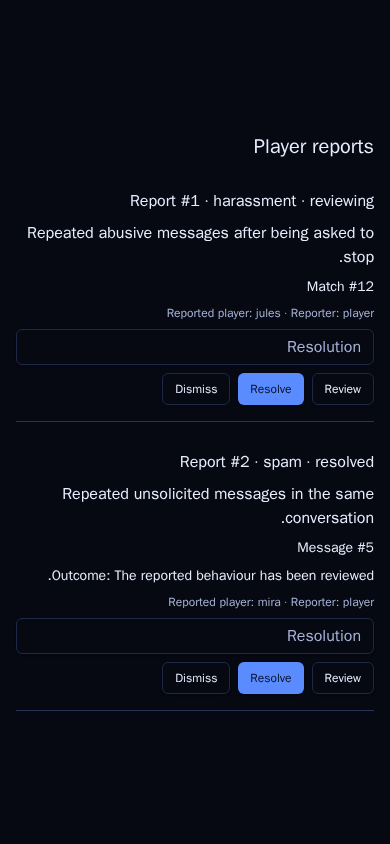 Player reports
Report #1 · harassment · reviewing
Repeated abusive messages after being asked to
.stop
Match #12
Reported player: jules · Reporter: player
Resolution
Dismiss Resolve Review
Report #2 · spam · resolved
Repeated unsolicited messages in the same
.conversation
Message #5
.Outcome: The reported behaviour has been reviewed
Reported player: mira · Reporter: player
Resolution
Dismiss Resolve Review